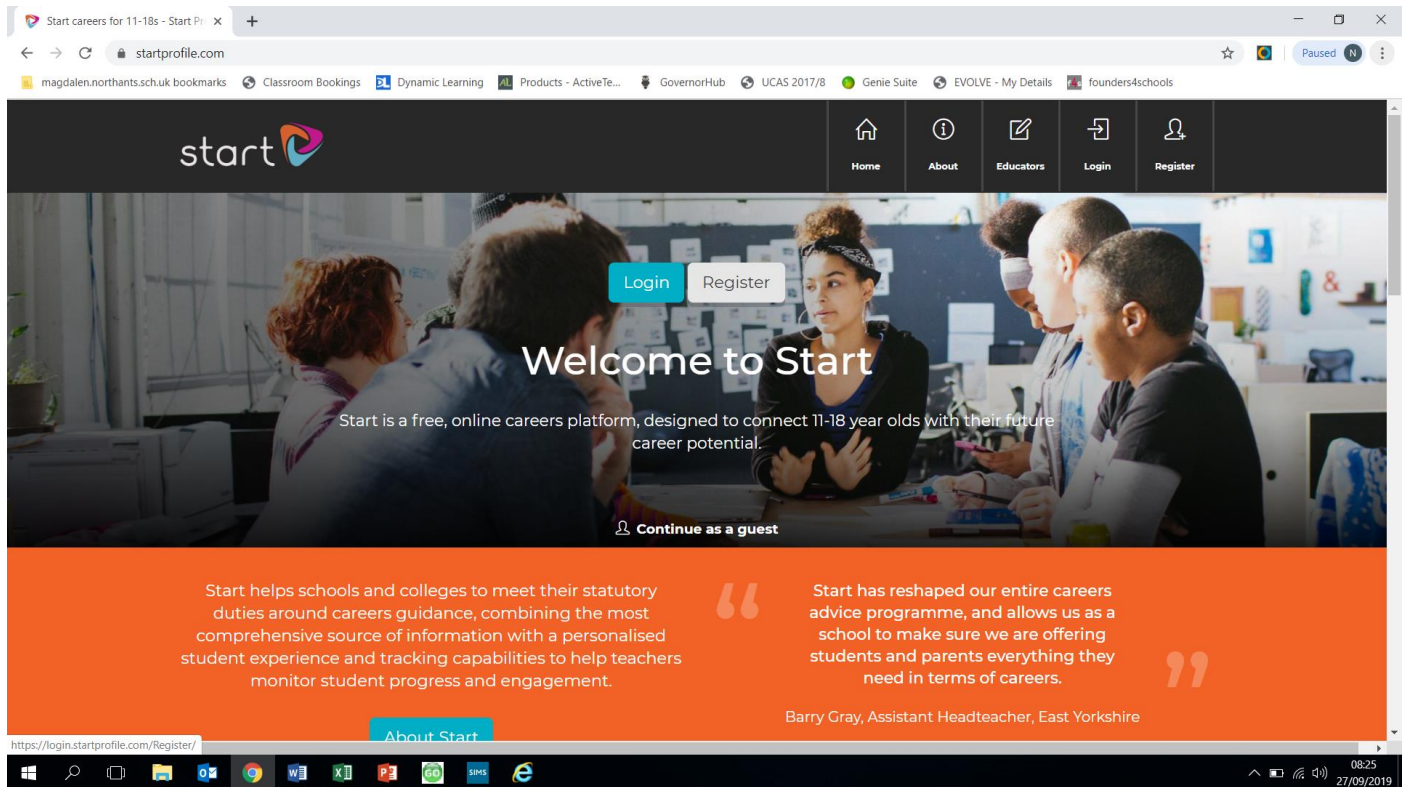 Start careers for 11-18s - Start Pr
startprofile.com
Paused N
magdalen.northants.sch.uk bookmarks Classroom Bookings DL Dynamic Learning AL Products - ActiveTe... GovernorHub UCAS 2017/8 Genie Suite EVOLVE - My Details founders4schools
start
Home About Educators Login Register
Login Register
Welcome to Start
Start is a free, online careers platform, designed to connect 11-18 year olds with their future
career potential.
Continue as a guest
Start helps schools and colleges to meet their statutory
duties around careers guidance, combining the most
comprehensive source of information with a personalised
student experience and tracking capabilities to help teachers
monitor student progress and engagement.
About Start
“
Start has reshaped our entire careers
advice programme, and allows us as a
school to make sure we are offering
students and parents everything they
need in terms of careers.
”
Barry Gray, Assistant Headteacher, East Yorkshire
https://login.startprofile.com/Register/
GO SIMS
08:25
27/09/2019